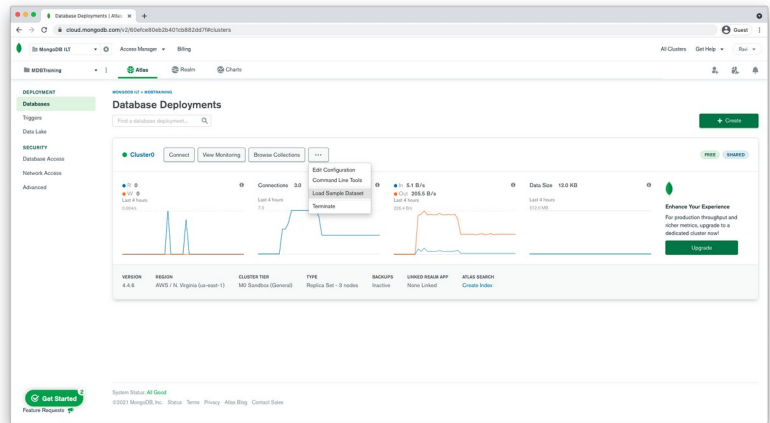 Database Deployments | Atlas:
cloud.mongodb.com/v2/60efce80eb2b401cb882dd7f#clusters
Guest
MongoDB ILT
Access Manager
Billing
All Clusters
Get Help
Ravi
MDBTraining
Atlas
Realm
Charts
DEPLOYMENT
Databases
Triggers
Data Lake
SECURITY
Database Access
Network Access
Advanced
MONGODB ILT > MDBTRAINING
Database Deployments
Find a database deployment...
+ Create
Cluster0
Connect
View Monitoring
Browse Collections
...
FREE
SHARED
Edit Configuration
Command Line Tools
Load Sample Dataset
Terminate
R 0
W 0
Last 4 hours
Connections 3.0
Last 4 hours
In 5.1 B/s
Out 205.5 B/s
Last 4 hours
Data Size 12.0 KB
Last 4 hours
512.0 MB
Enhance Your Experience
For production throughput and
richer metrics, upgrade to a
dedicated cluster now!
Upgrade
VERSION
4.4.6
REGION
AWS / N. Virginia (us-east-1)
CLUSTER TIER
M0 Sandbox (General)
TYPE
Replica Set - 3 nodes
BACKUPS
Inactive
LINKED REALM APP
None Linked
ATLAS SEARCH
Create Index
2
Get Started
Feature Requests
System Status: All Good
©2021 MongoDB, Inc. Status Terms Privacy Atlas Blog Contact Sales